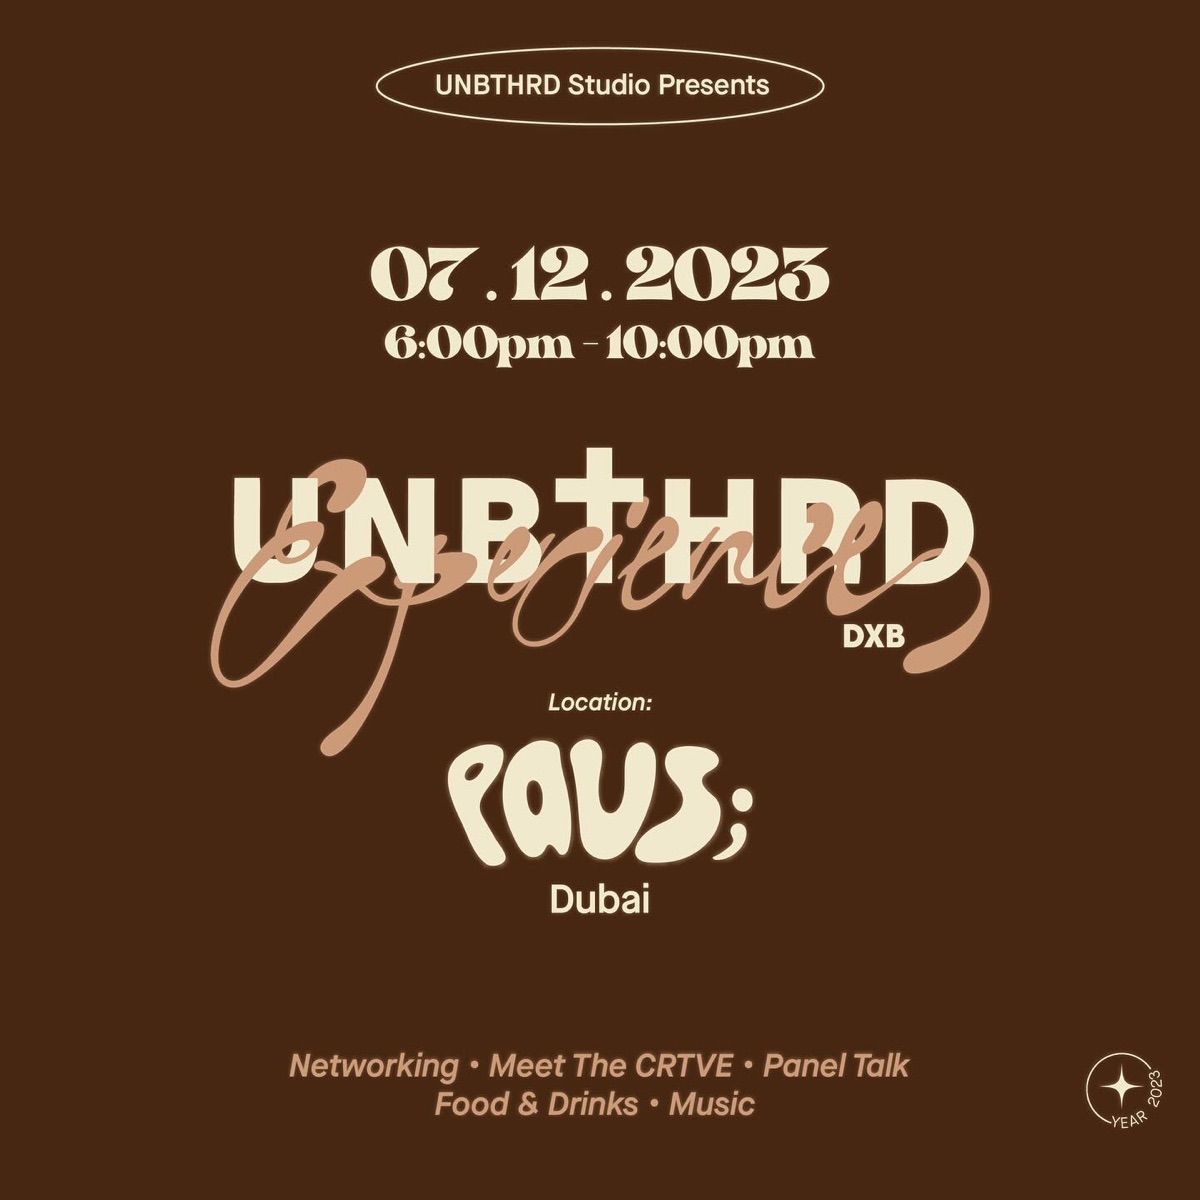 UNBTHRD Studio Presents
07.12.2023
6:00pm - 10:00pm
UNBTHRD
Experience
DXB
Location:
PAUS;
Dubai
Networking • Meet The CRTVE • Panel Talk
Food & Drinks • Music
YEAR 2023